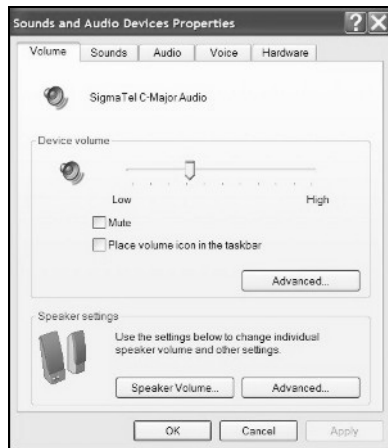 Sounds and Audio Devices Properties
Volume Sounds Audio Voice Hardware
SigmaTel C-Major Audio
Device volume
Low High
Mute
Place volume icon in the taskbar
Advanced...
Speaker settings
Use the settings below to change individual
speaker volume and other settings.
Speaker Volume... Advanced...
OK Cancel Apply